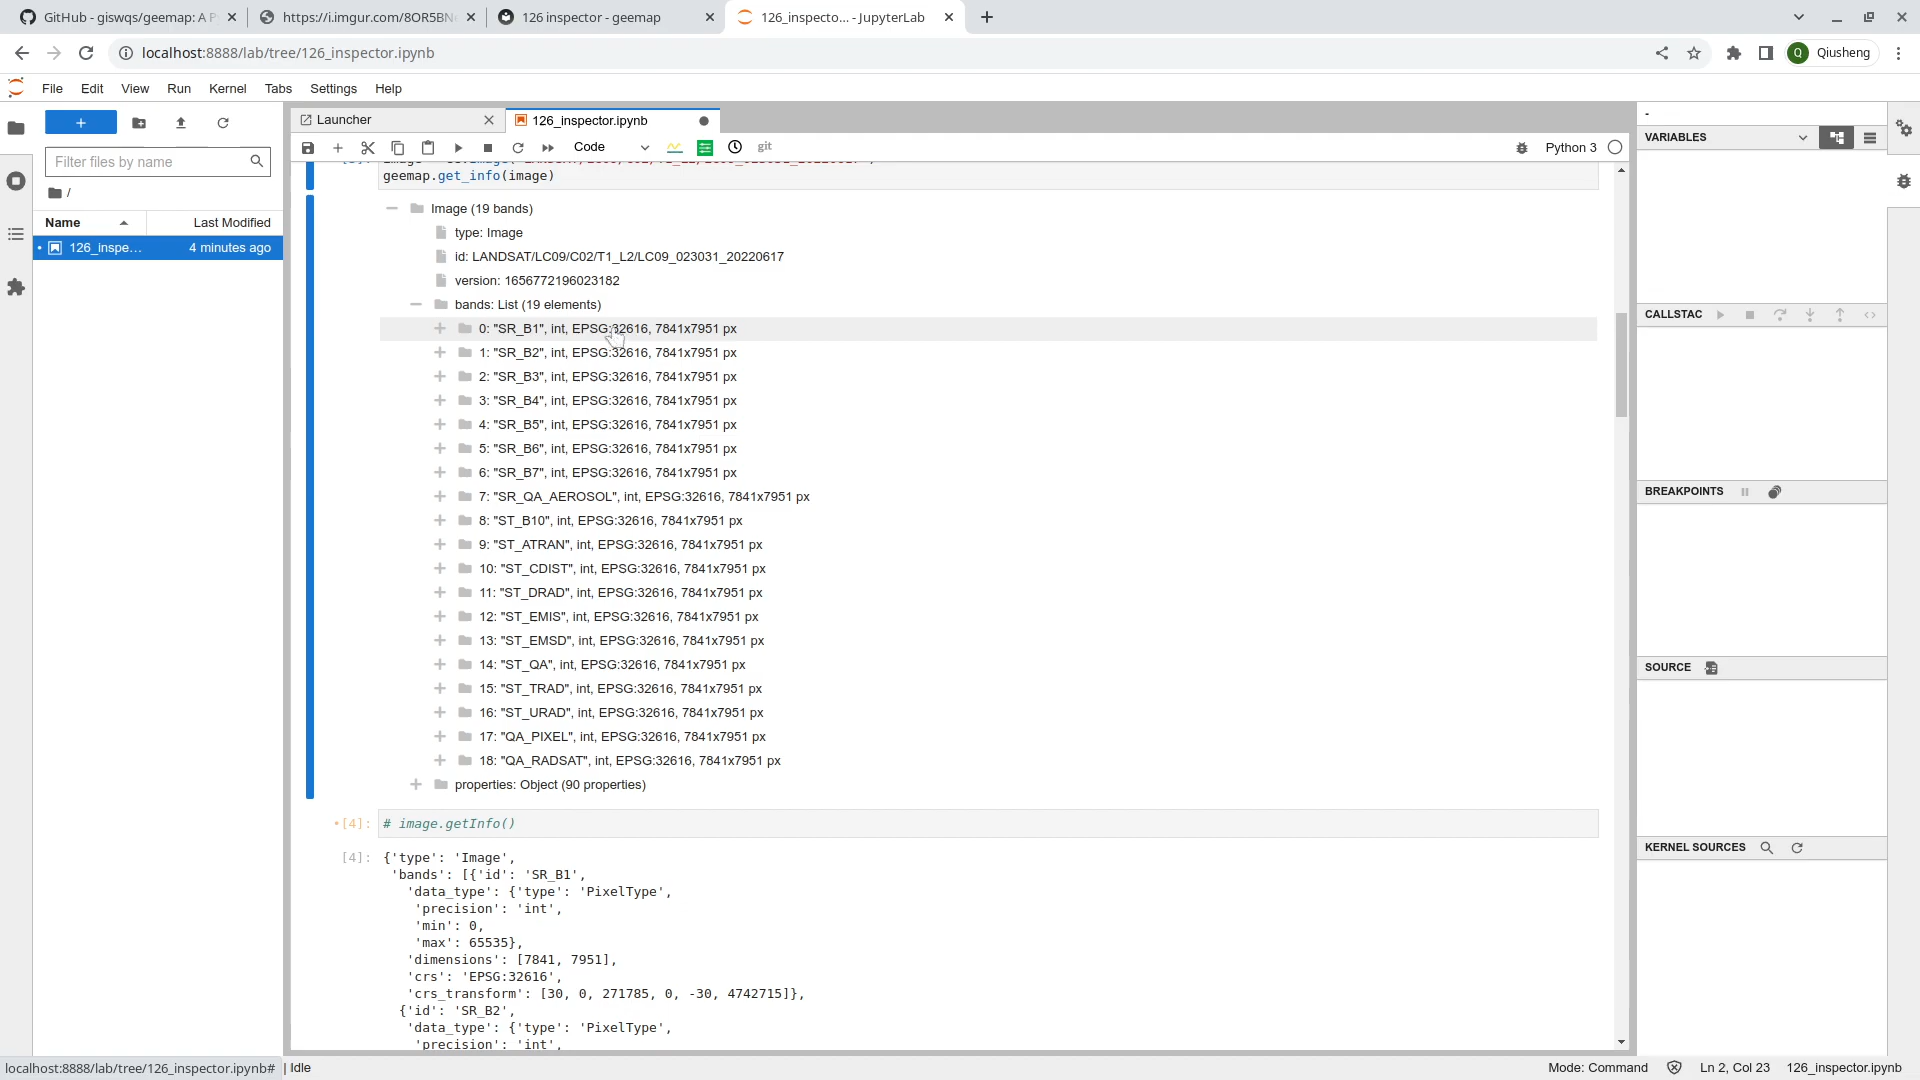 GitHub - giswqs/geemap: A P
https://i.imgur.com/8OR5BN
126 inspector - geemap
126_inspecto... - JupyterLab
localhost:8888/lab/tree/126_inspector.ipynb
Q Qiusheng
File Edit View Run Kernel Tabs Settings Help
Filter files by name
/
Name Last Modified
126_inspe... 4 minutes ago
Launcher
126_inspector.ipynb
Code
git
Python 3
geemap.get_info(image)
Image (19 bands)
type: Image
id: LANDSAT/LC09/C02/T1_L2/LC09_023031_20220617
version: 1656772196023182
bands: List (19 elements)
0: "SR_B1", int, EPSG:32616, 7841x7951 px
1: "SR_B2", int, EPSG:32616, 7841x7951 px
2: "SR_B3", int, EPSG:32616, 7841x7951 px
3: "SR_B4", int, EPSG:32616, 7841x7951 px
4: "SR_B5", int, EPSG:32616, 7841x7951 px
5: "SR_B6", int, EPSG:32616, 7841x7951 px
6: "SR_B7", int, EPSG:32616, 7841x7951 px
7: "SR_QA_AEROSOL", int, EPSG:32616, 7841x7951 px
8: "ST_B10", int, EPSG:32616, 7841x7951 px
9: "ST_ATRAN", int, EPSG:32616, 7841x7951 px
10: "ST_CDIST", int, EPSG:32616, 7841x7951 px
11: "ST_DRAD", int, EPSG:32616, 7841x7951 px
12: "ST_EMIS", int, EPSG:32616, 7841x7951 px
13: "ST_EMSD", int, EPSG:32616, 7841x7951 px
14: "ST_QA", int, EPSG:32616, 7841x7951 px
15: "ST_TRAD", int, EPSG:32616, 7841x7951 px
16: "ST_URAD", int, EPSG:32616, 7841x7951 px
17: "QA_PIXEL", int, EPSG:32616, 7841x7951 px
18: "QA_RADSAT", int, EPSG:32616, 7841x7951 px
properties: Object (90 properties)
[4]: # image.getInfo()
[4]: {'type': 'Image',
'bands': [{'id': 'SR_B1',
'data_type': {'type': 'PixelType',
'precision': 'int',
'min': 0,
'max': 65535},
'dimensions': [7841, 7951],
'crs': 'EPSG:32616',
'crs_transform': [30, 0, 271785, 0, -30, 4742715]},
{'id': 'SR_B2',
'data_type': {'type': 'PixelType',
'precision': 'int',
-
VARIABLES
CALLSTAC
BREAKPOINTS
SOURCE
KERNEL SOURCES
localhost:8888/lab/tree/126_inspector.ipynb# | Idle
Mode: Command Ln 2, Col 23 126_inspector.ipynb